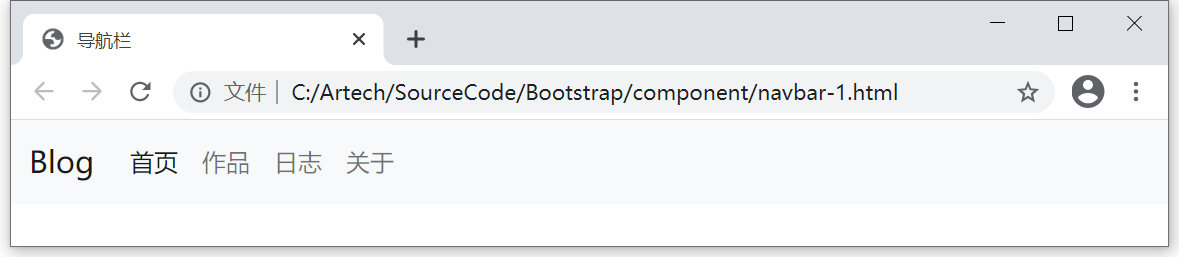 导航栏
文件 C:/Artech/SourceCode/Bootstrap/component/navbar-1.html
Blog 首页 作品 日志 关于